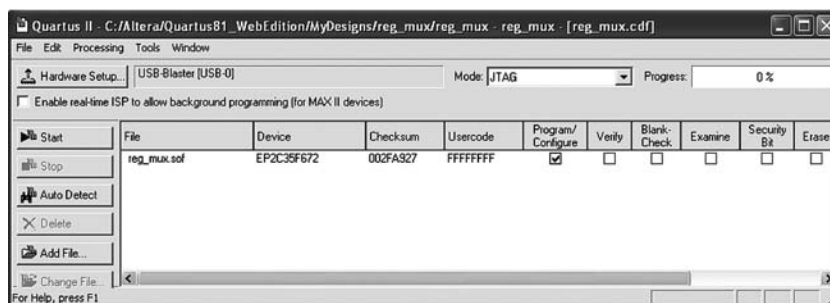 Quartus II - C:/Altera/Quartus81_WebEdition/MyDesigns/reg_mux/reg_mux - reg_mux - [reg_mux.cdf]
File Edit Processing Tools Window
Hardware Setup... USB-Blaster [USB-0] Mode: JTAG Progress: 0 %
Enable real-time ISP to allow background programming (for MAX II devices)
Start
Stop
Auto Detect
Delete
Add File...
Change File...
File Device Checksum Usercode Program/ Configure Verify Blank- Check Examine Security Bit Erase
reg_mux.sof EP2C35F672 002FA927 FFFFFFFF
For Help, press F1